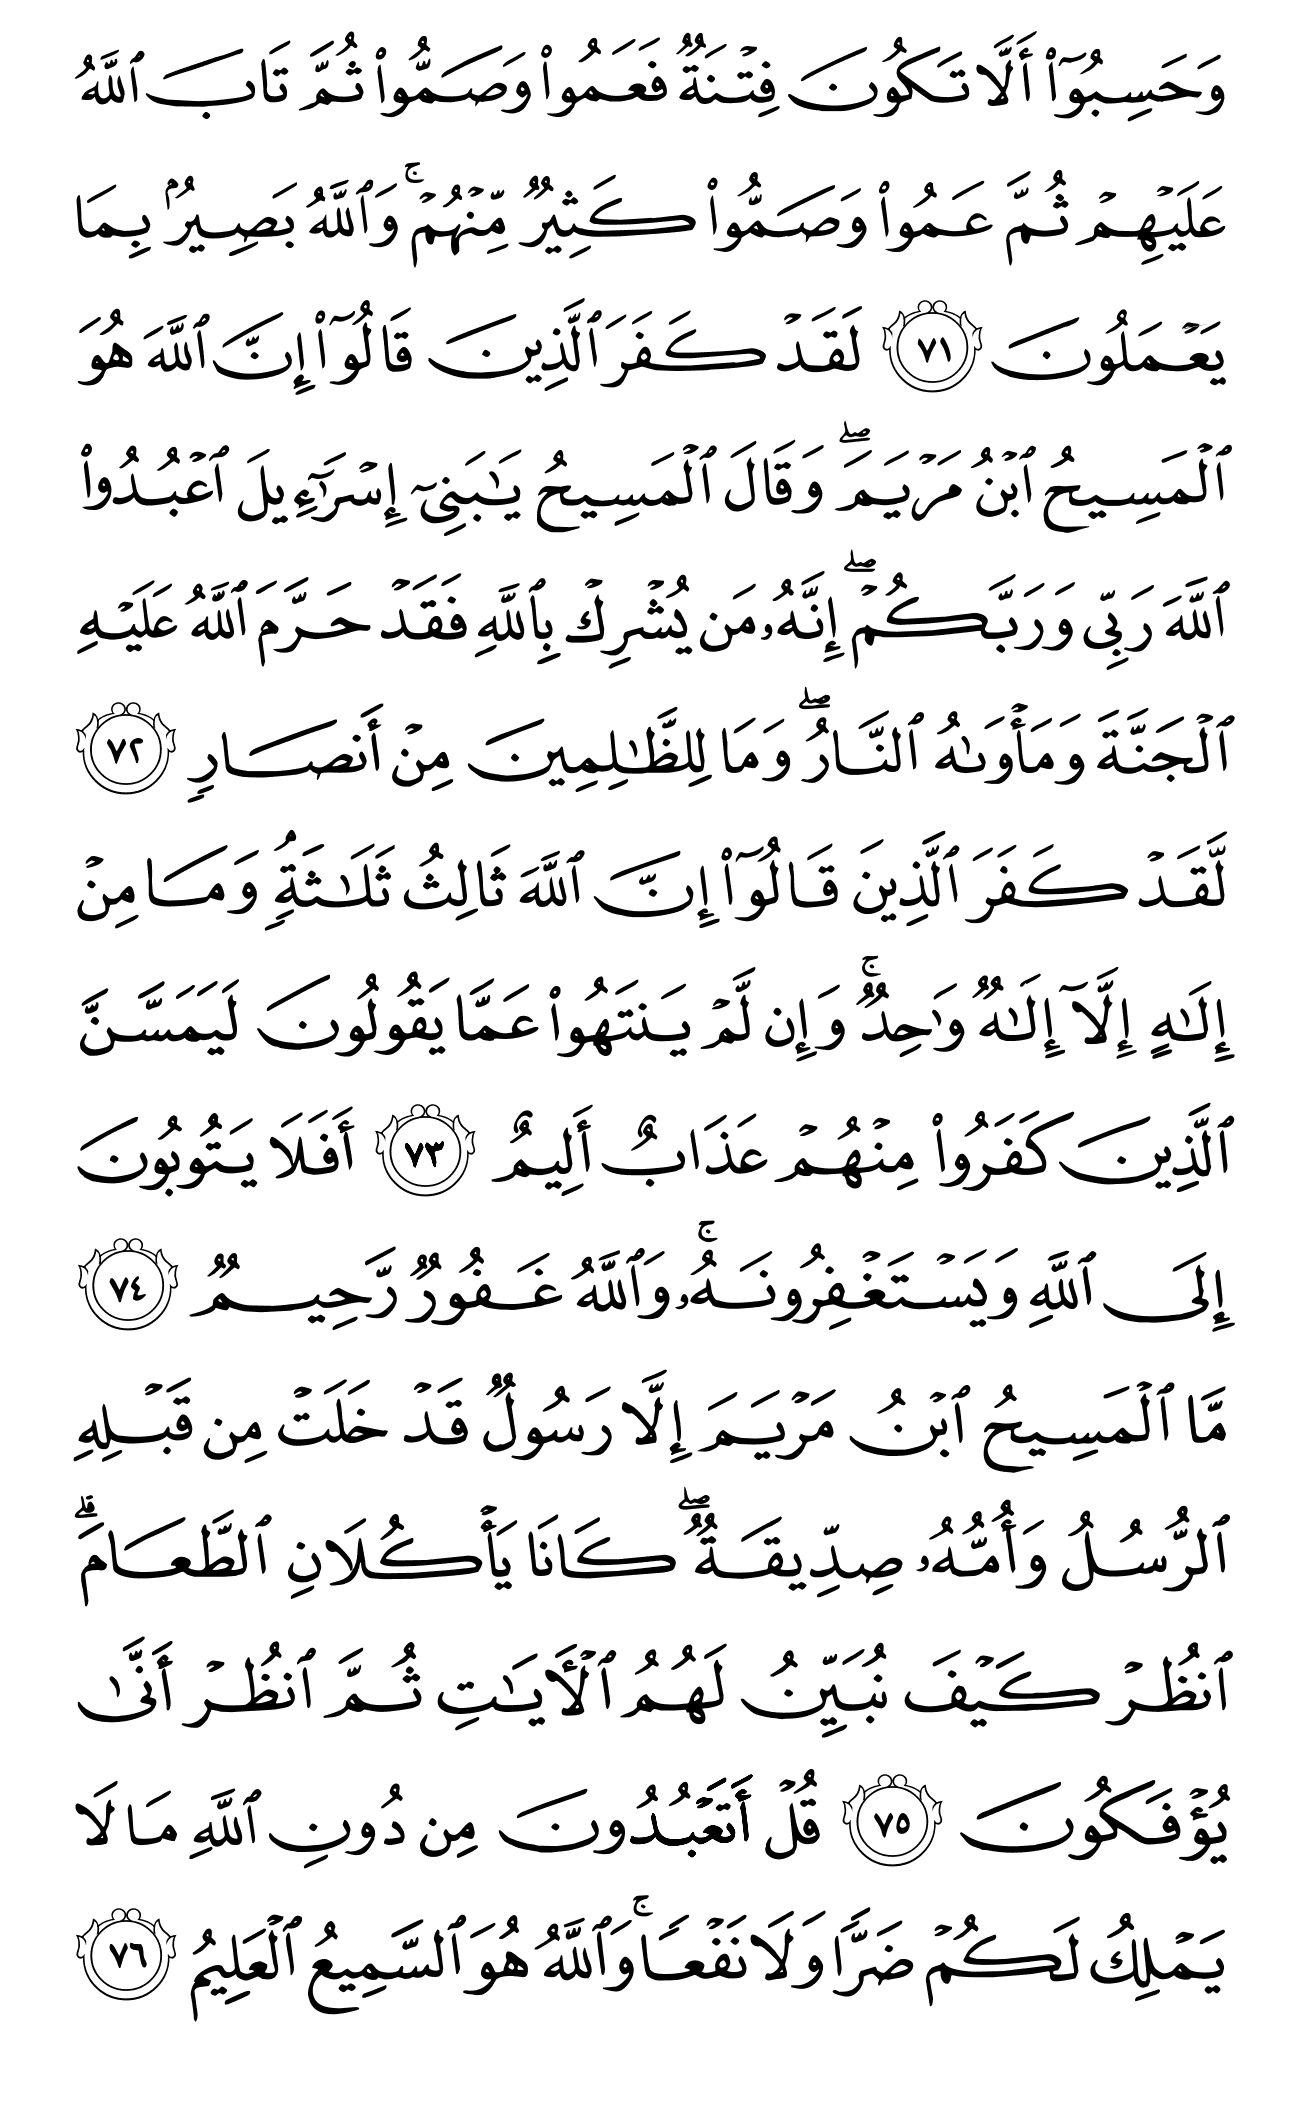 وَحَسِبُوٓا۟ أَلَّا تَكُونَ فِتْنَةٌۭ فَعَمُوا۟ وَصَمُّوا۟ ثُمَّ تَابَ ٱللَّهُ
عَلَيْهِمْ ثُمَّ عَمُوا۟ وَصَمُّوا۟ كَثِيرٌۭ مِّنْهُمْ ۚ وَٱللَّهُ بَصِيرٌۢ بِمَا
يَعْمَلُونَ ٧١ لَقَدْ كَفَرَ ٱلَّذِينَ قَالُوٓا۟ إِنَّ ٱللَّهَ هُوَ
ٱلْمَسِيحُ ٱبْنُ مَرْيَمَ ۖ وَقَالَ ٱلْمَسِيحُ يَـٰبَنِىٓ إِسْرَٰٓءِيلَ ٱعْبُدُوا۟
ٱللَّهَ رَبِّى وَرَبَّكُمْ ۖ إِنَّهُۥ مَن يُشْرِكْ بِٱللَّهِ فَقَدْ حَرَّمَ ٱللَّهُ عَلَيْهِ
ٱلْجَنَّةَ وَمَأْوَىٰهُ ٱلنَّارُ ۖ وَمَا لِلظَّـٰلِمِينَ مِنْ أَنصَارٍۢ ٧٢
لَّقَدْ كَفَرَ ٱلَّذِينَ قَالُوٓا۟ إِنَّ ٱللَّهَ ثَالِثُ ثَلَـٰثَةٍۢ ۘ وَمَا مِنْ
إِلَـٰهٍ إِلَّآ إِلَـٰهٌۭ وَٰحِدٌۭ ۚ وَإِن لَّمْ يَنتَهُوا۟ عَمَّا يَقُولُونَ لَيَمَسَّنَّ
ٱلَّذِينَ كَفَرُوا۟ مِنْهُمْ عَذَابٌ أَلِيمٌ ٧٣ أَفَلَا يَتُوبُونَ
إِلَى ٱللَّهِ وَيَسْتَغْفِرُونَهُۥ ۚ وَٱللَّهُ غَفُورٌۭ رَّحِيمٌۭ ٧٤
مَّا ٱلْمَسِيحُ ٱبْنُ مَرْيَمَ إِلَّا رَسُولٌۭ قَدْ خَلَتْ مِن قَبْلِهِ
ٱلرُّسُلُ وَأُمُّهُۥ صِدِّيقَةٌۭ ۖ كَانَا يَأْكُلَانِ ٱلطَّعَامَ ۗ
ٱنظُرْ كَيْفَ نُبَيِّنُ لَهُمُ ٱلْـَٔايَـٰتِ ثُمَّ ٱنظُرْ أَنَّىٰ
يُؤْفَكُونَ ٧٥ قُلْ أَتَعْبُدُونَ مِن دُونِ ٱللَّهِ مَا لَا
يَمْلِكُ لَكُمْ ضَرًّۭا وَلَا نَفْعًۭا ۚ وَٱللَّهُ هُوَ ٱلسَّمِيعُ ٱلْعَلِيمُ ٧٦